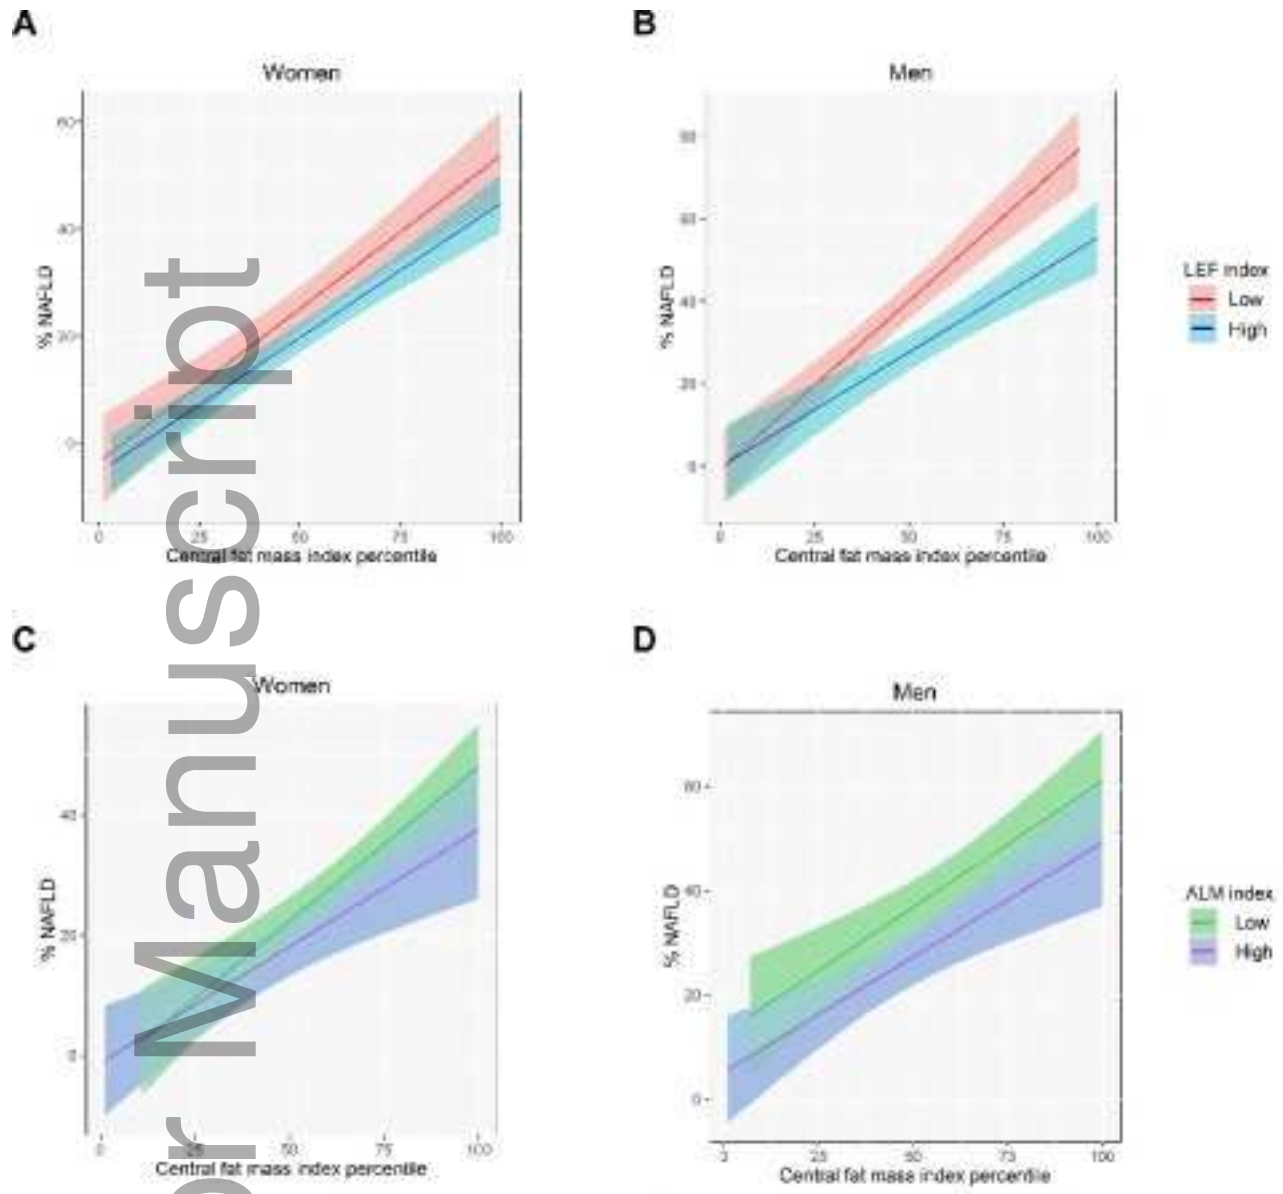 A
B
Women
Men
60
40
20
0
% NAFLD
0 25 50 75 100
Central fat mass index percentile
80
60
40
20
0
% NAFLD
0 25 50 75 100
Central fat mass index percentile
LEF index
Low
High
C
D
Women
Men
40
20
0
% NAFLD
0 25 50 75 100
Central fat mass index percentile
60
40
20
0
% NAFLD
0 25 50 75 100
Central fat mass index percentile
ALM index
Low
High
or Manuscript